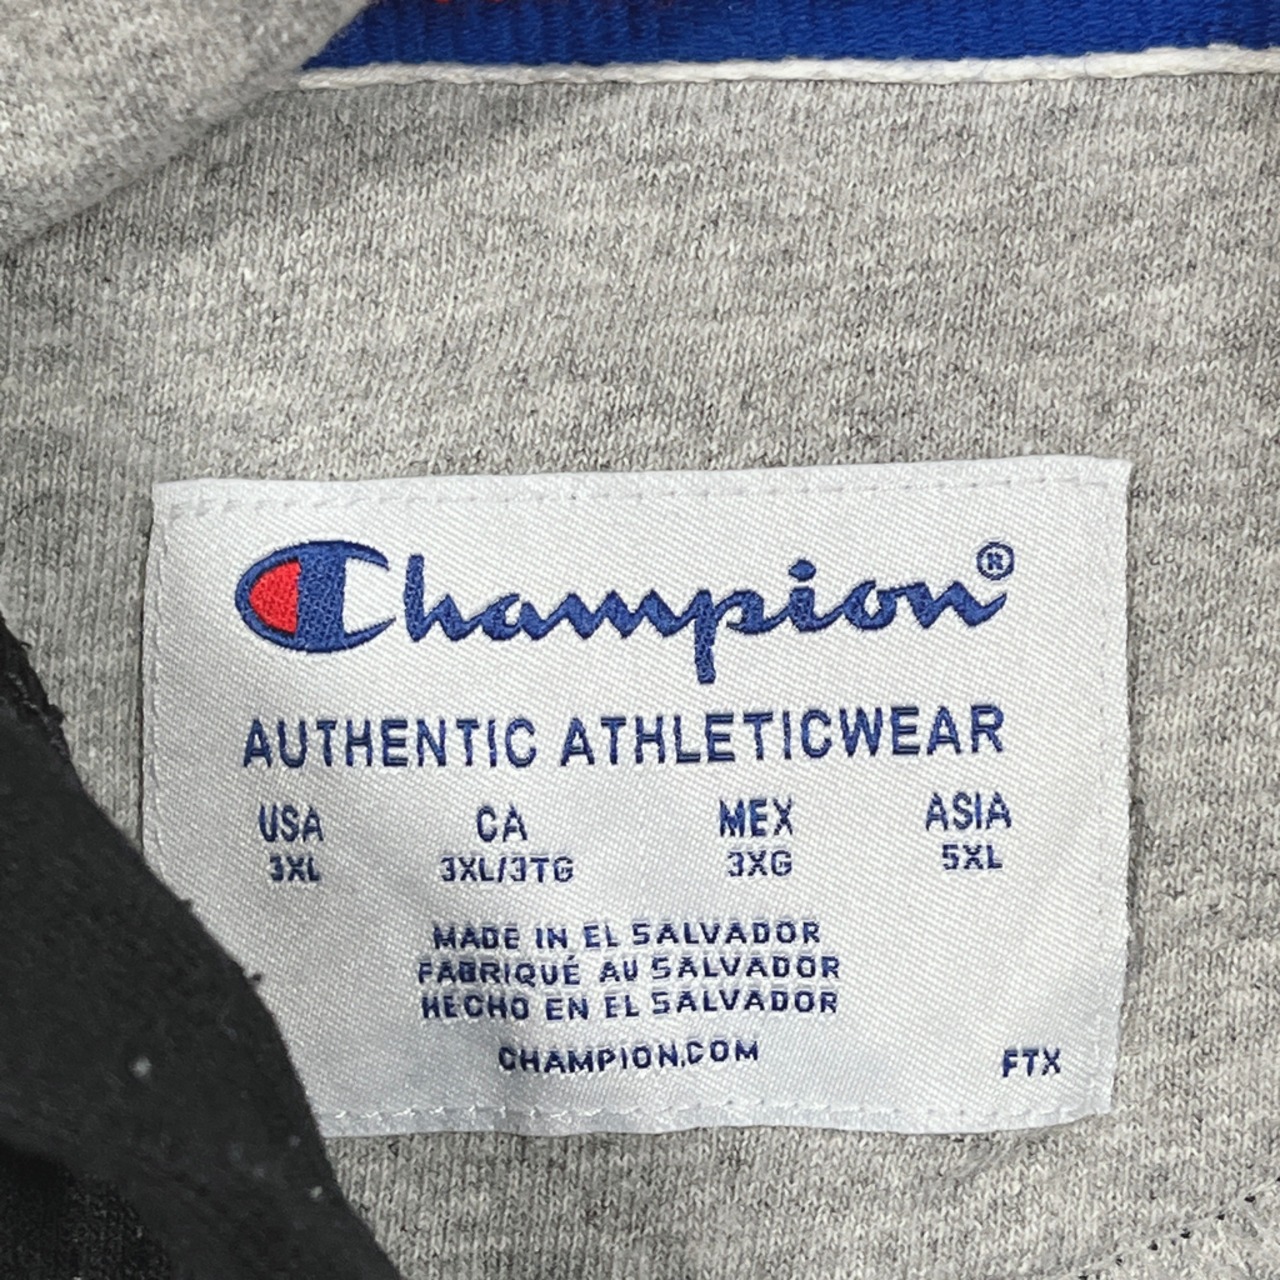 Champion®
AUTHENTIC ATHLETICWEAR
USA CA MEX ASIA
3XL 3XL/3TG 3XG 5XL
MADE IN EL SALVADOR
FABRIQUÉ AU SALVADOR
HECHO EN EL SALVADOR
CHAMPION.COM
FTX